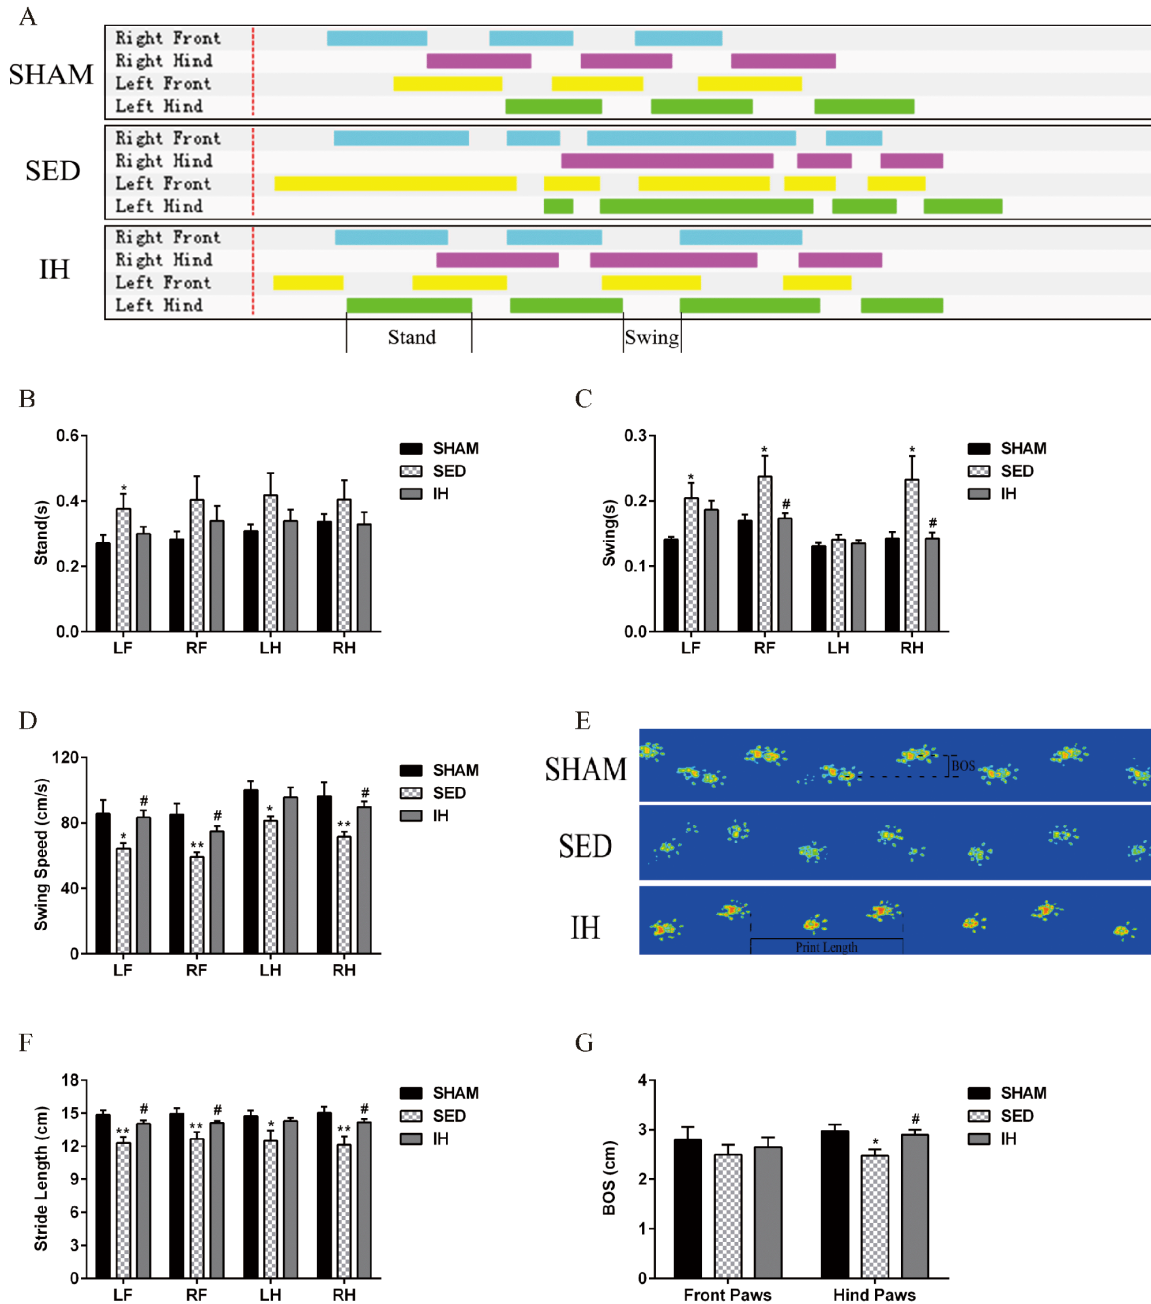 A
SHAM
Right Front
Right Hind
Left Front
Left Hind
SED
Right Front
Right Hind
Left Front
Left Hind
IH
Right Front
Right Hind
Left Front
Left Hind
Stand
Swing
B
Stand(s)
0.6
0.4
0.2
0.0
*
LF
RF
LH
RH
SHAM
SED
IH
C
Swing(s)
0.3
0.2
0.1
0.0
*
*
#
*
#
LF
RF
LH
RH
SHAM
SED
IH
D
Swing Speed (cm/s)
120
80
40
0
*
#
**
#
*
**
#
LF
RF
LH
RH
SHAM
SED
IH
E
SHAM
BOS
SED
IH
Print Length
F
Stride Length (cm)
18
15
12
9
6
3
0
**
#
**
#
*
**
#
LF
RF
LH
RH
SHAM
SED
IH
G
BOS (cm)
4
3
2
1
0
*
#
Front Paws
Hind Paws
SHAM
SED
IH